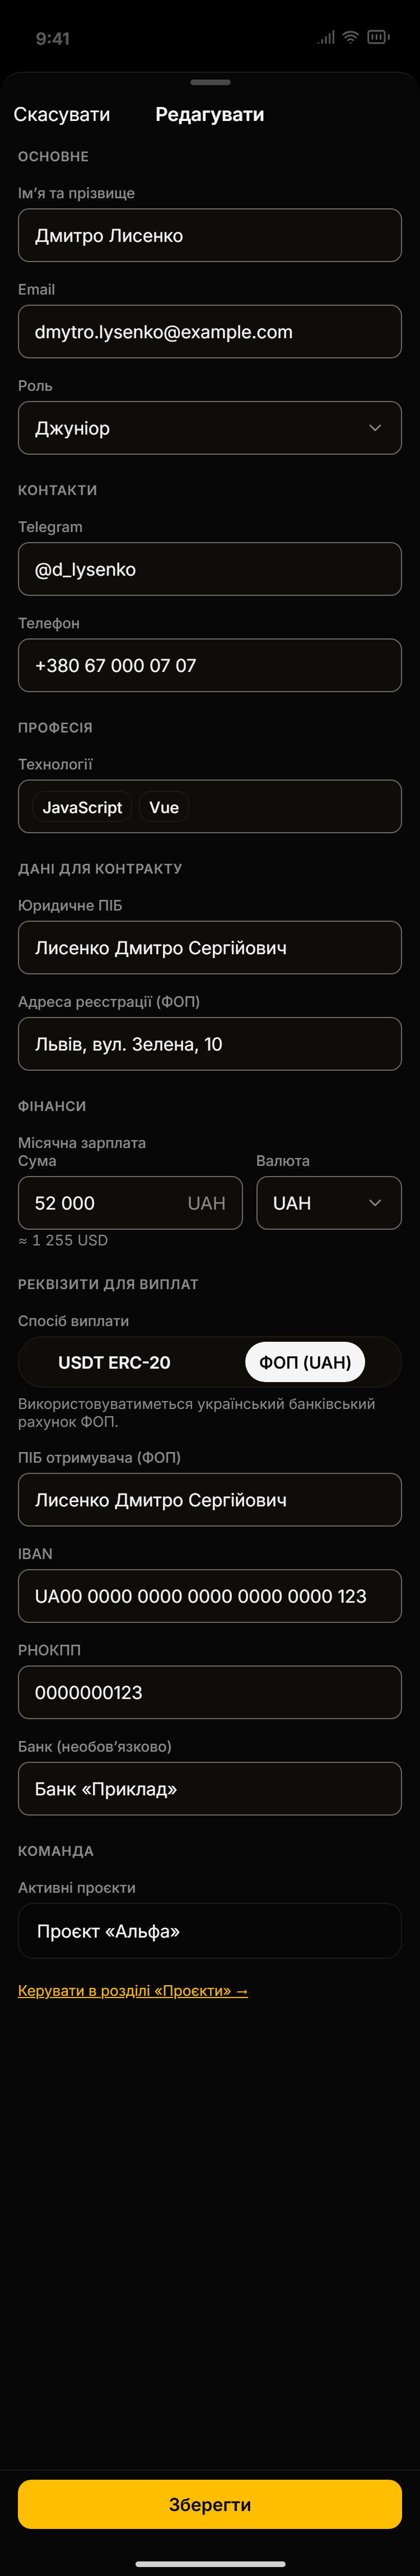 9:41
Скасувати
Редагувати
ОСНОВНЕ
Ім’я та прізвище
Дмитро Лисенко
Email
dmytro.lysenko@example.com
Роль
Джуніор
КОНТАКТИ
Telegram
@d_lysenko
Телефон
+380 67 000 07 07
ПРОФЕСІЯ
Технології
JavaScript Vue
ДАНІ ДЛЯ КОНТРАКТУ
Юридичне ПІБ
Лисенко Дмитро Сергійович
Адреса реєстрації (ФОП)
Львів, вул. Зелена, 10
ФІНАНСИ
Місячна зарплата
Сума Валюта
52 000 UAH UAH
≈ 1 255 USD
РЕКВІЗИТИ ДЛЯ ВИПЛАТ
Спосіб виплати
USDT ERC-20 ФОП (UAH)
Використовуватиметься український банківський
рахунок ФОП.
ПІБ отримувача (ФОП)
Лисенко Дмитро Сергійович
IBAN
UA00 0000 0000 0000 0000 0000 123
РНОКПП
0000000123
Банк (необов’язково)
Банк «Приклад»
КОМАНДА
Активні проєкти
Проєкт «Альфа»
Керувати в розділі «Проєкти» →
Зберегти